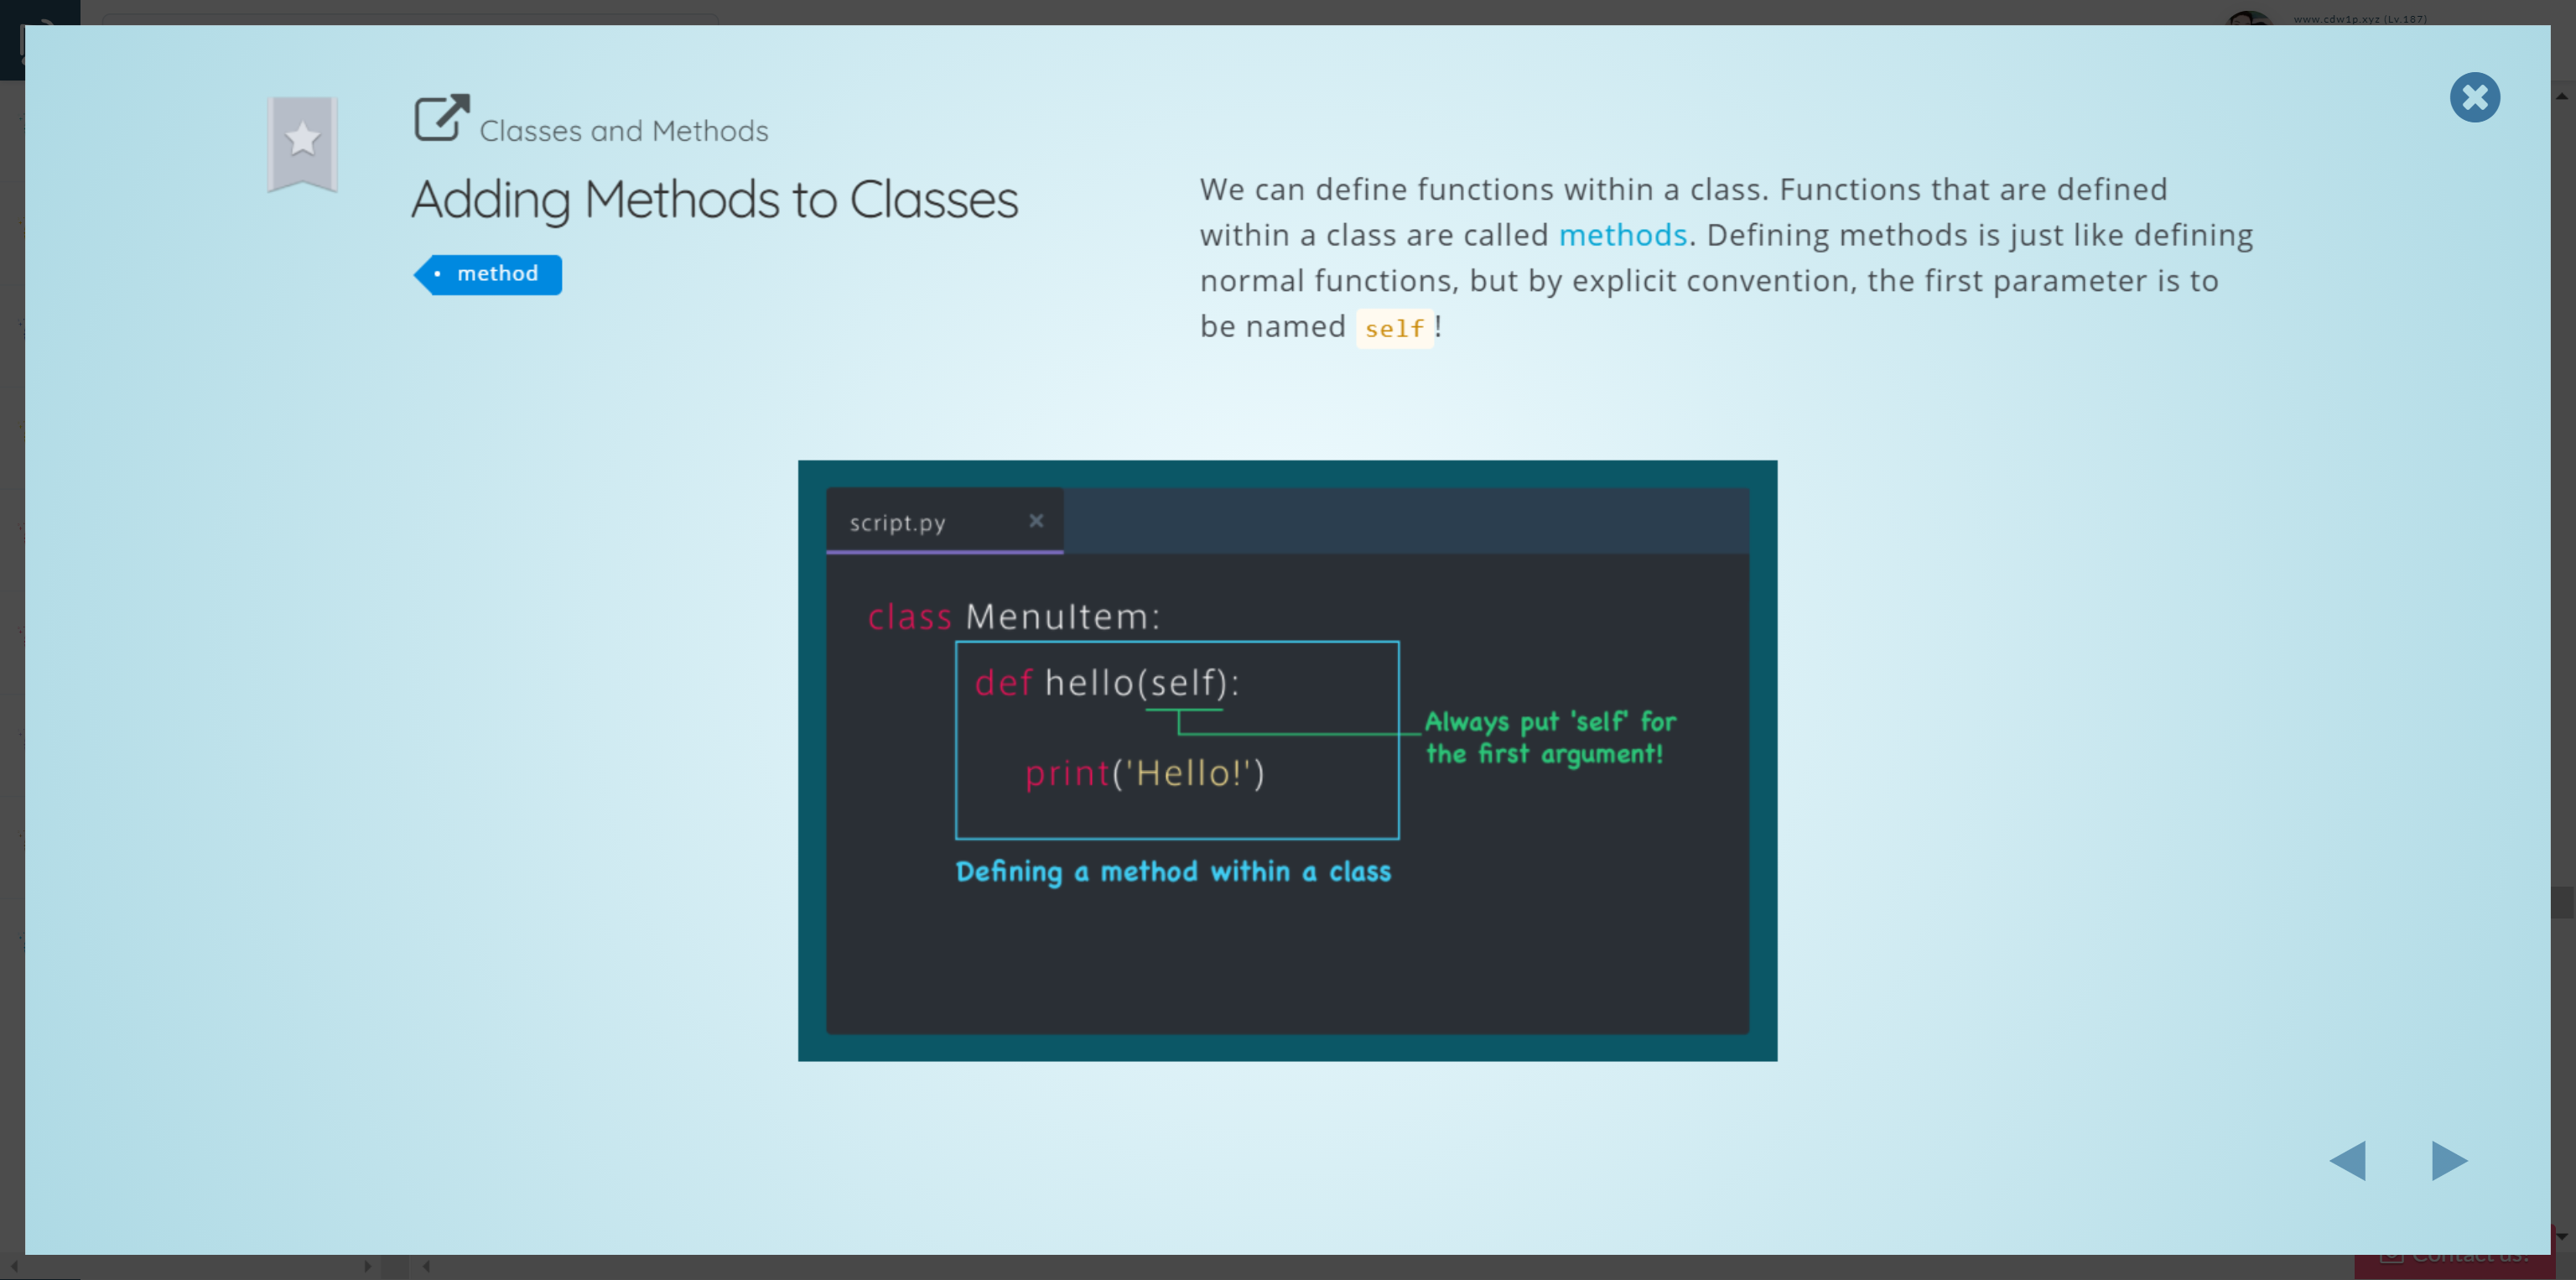 www.cdw1p.xyz (Lv.187)
Classes and Methods
Adding Methods to Classes
method
We can define functions within a class. Functions that are defined
within a class are called methods. Defining methods is just like defining
normal functions, but by explicit convention, the first parameter is to
be named self!
script.py
class MenuItem:
def hello(self):
Always put 'self' for
the first argument!
print('Hello!')
Defining a method within a class
Contact us!